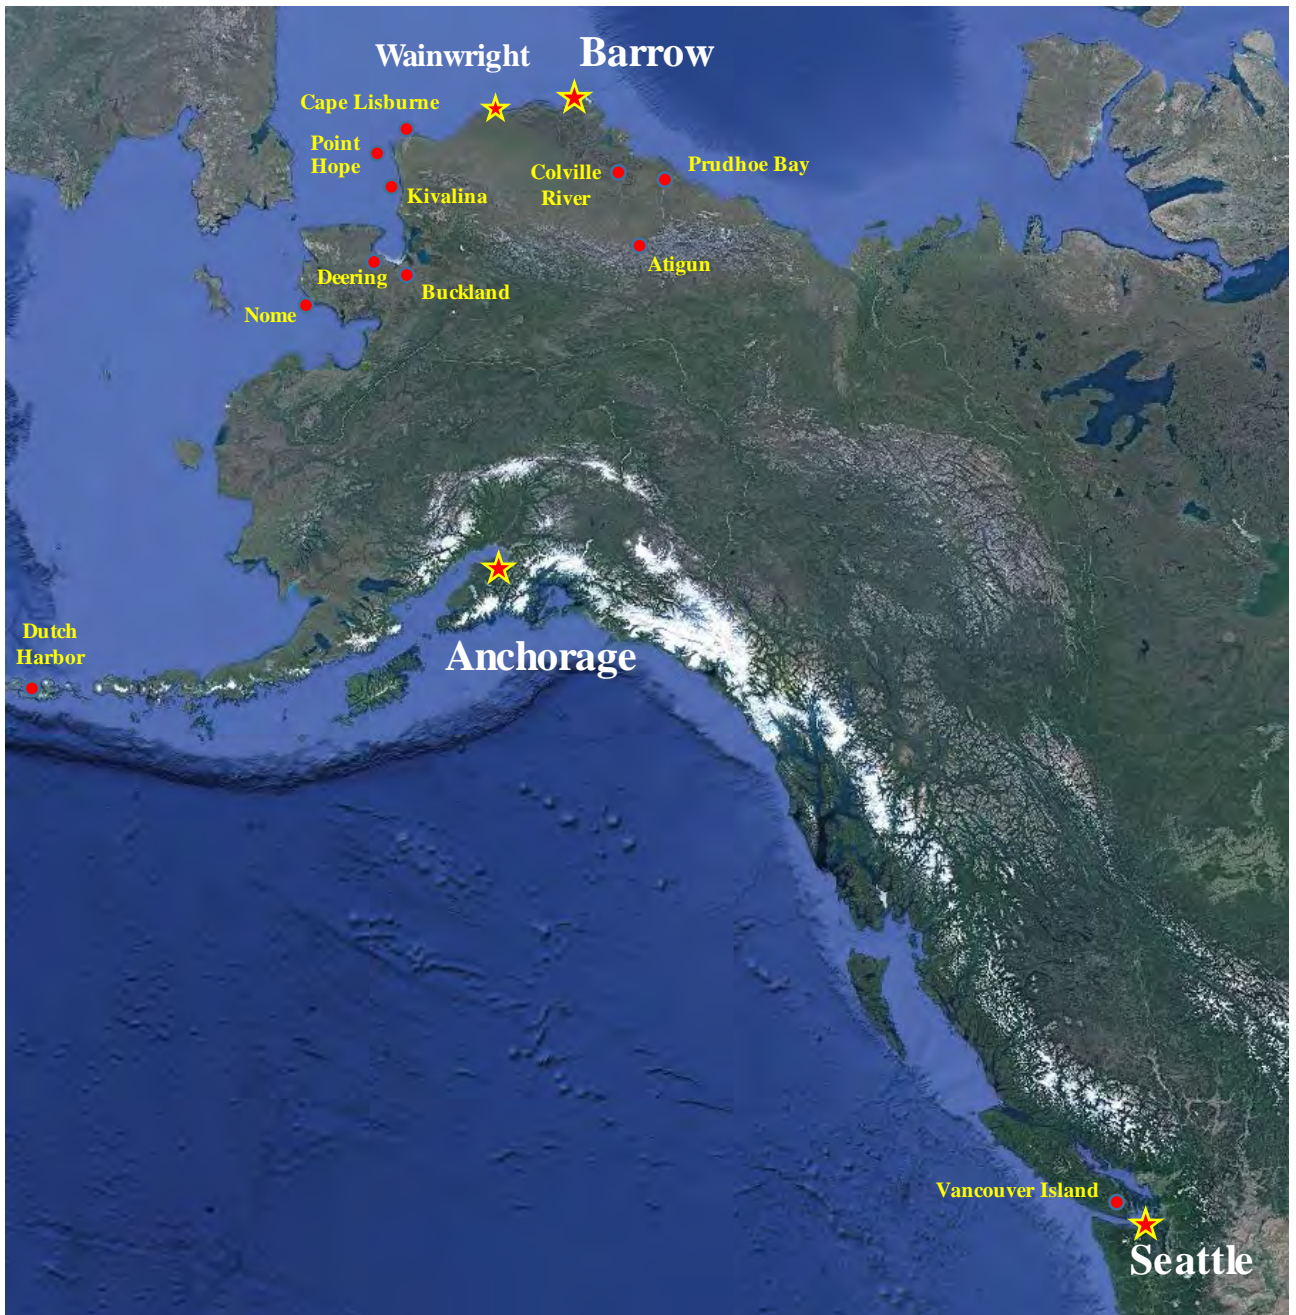 Wainwright
Barrow
Cape Lisburne
Point
Hope
Colville
River
Prudhoe Bay
Kivalina
Atigun
Deering
Buckland
Nome
Dutch
Harbor
Anchorage
Vancouver Island
Seattle